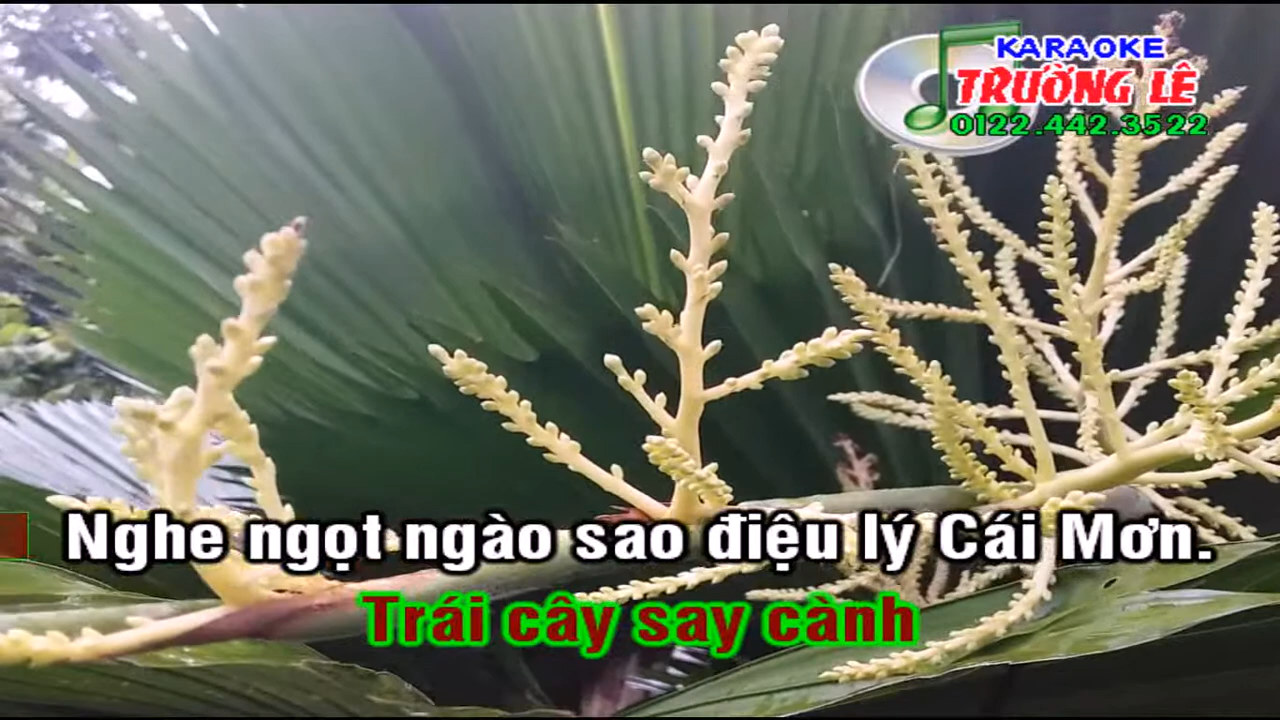 KARAOKE
TRƯỜNG LÊ
0122.442.3522
Nghe ngọt ngào sao điệu lý Cái Mơn.
Trái cây say cành